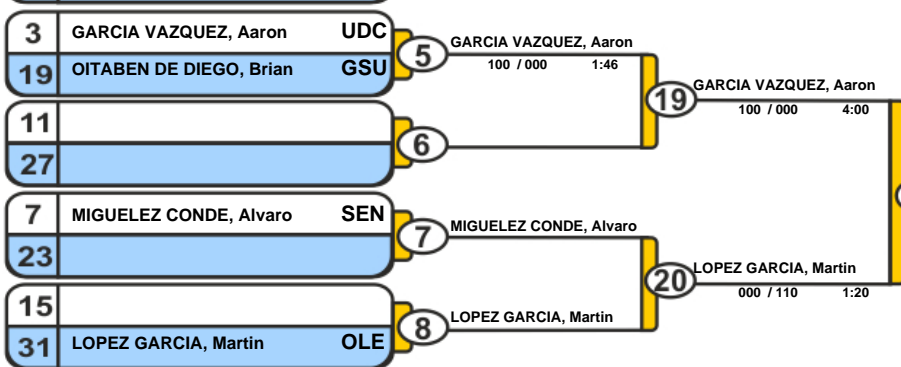 3 GARCIA VAZQUEZ, Aaron UDC
19 OITABEN DE DIEGO, Brian GSU
5 GARCIA VAZQUEZ, Aaron
100 / 000 1:46
11
27
6
19 GARCIA VAZQUEZ, Aaron
100 / 000 4:00
7 MIGUELEZ CONDE, Alvaro SEN
23
7 MIGUELEZ CONDE, Alvaro
15
31 LOPEZ GARCIA, Martin OLE
8 LOPEZ GARCIA, Martin
20 LOPEZ GARCIA, Martin
000 / 110 1:20